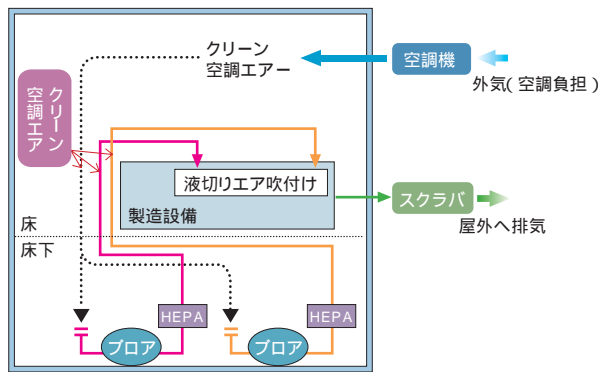 クリーン
空調エアー
空調機
外気(空調負担)
クリーン
空調エア
液切りエア吹付け
製造設備
スクラバ
屋外へ排気
床
床下
HEPA
HEPA
ブロア
ブロア